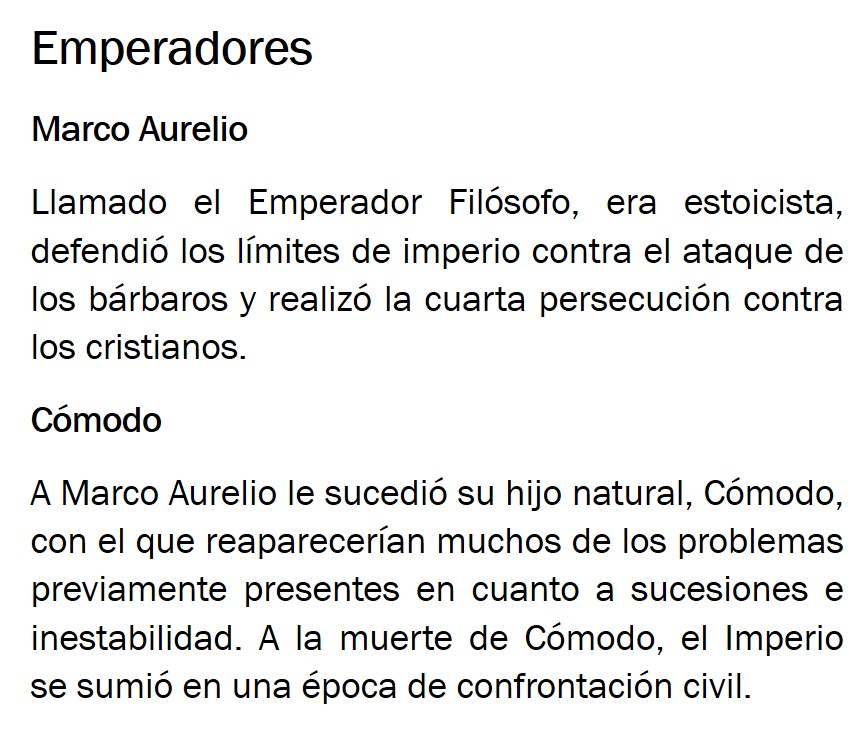 Emperadores
Marco Aurelio
Llamado el Emperador Filósofo, era estoicista,
defendió los límites de imperio contra el ataque de
los bárbaros y realizó la cuarta persecución contra
los cristianos.
Cómodo
A Marco Aurelio le sucedió su hijo natural, Cómodo,
con el que reaparecerían muchos de los problemas
previamente presentes en cuanto a sucesiones e
inestabilidad. A la muerte de Cómodo, el Imperio
se sumió en una época de confrontación civil.